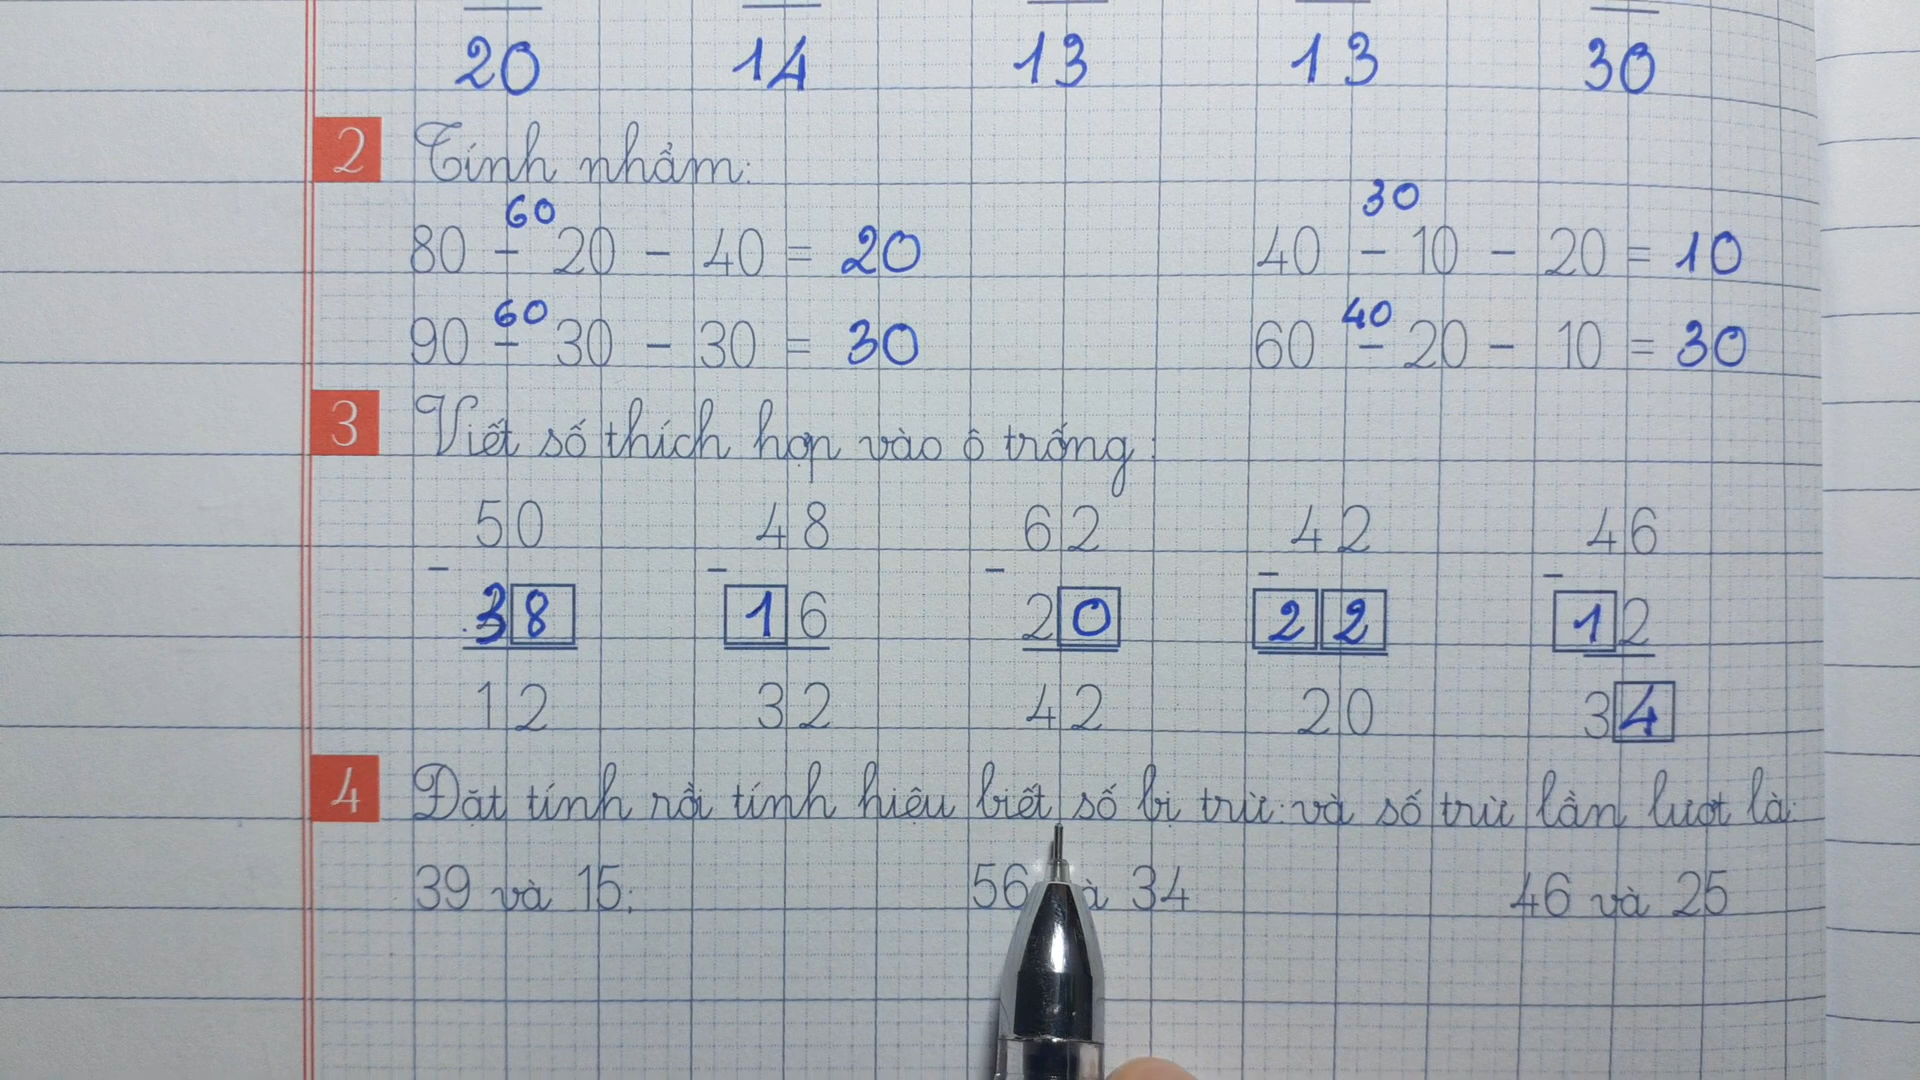 20 14 13 13 30
2 Tính nhẩm:
60 30
80 - 20 - 40 = 20 40 - 10 - 20 = 10
60 40
90 - 30 - 30 = 30 60 - 20 - 10 = 30
3 Viết số thích hợp vào ô trống:
50 48 62 42 46
- - - - -
38 16 20 22 12
12 32 42 20 34
4 Đặt tính rồi tính hiệu biết số bị trừ và số trừ lần lượt là:
39 và 15; 56 và 34 46 và 25